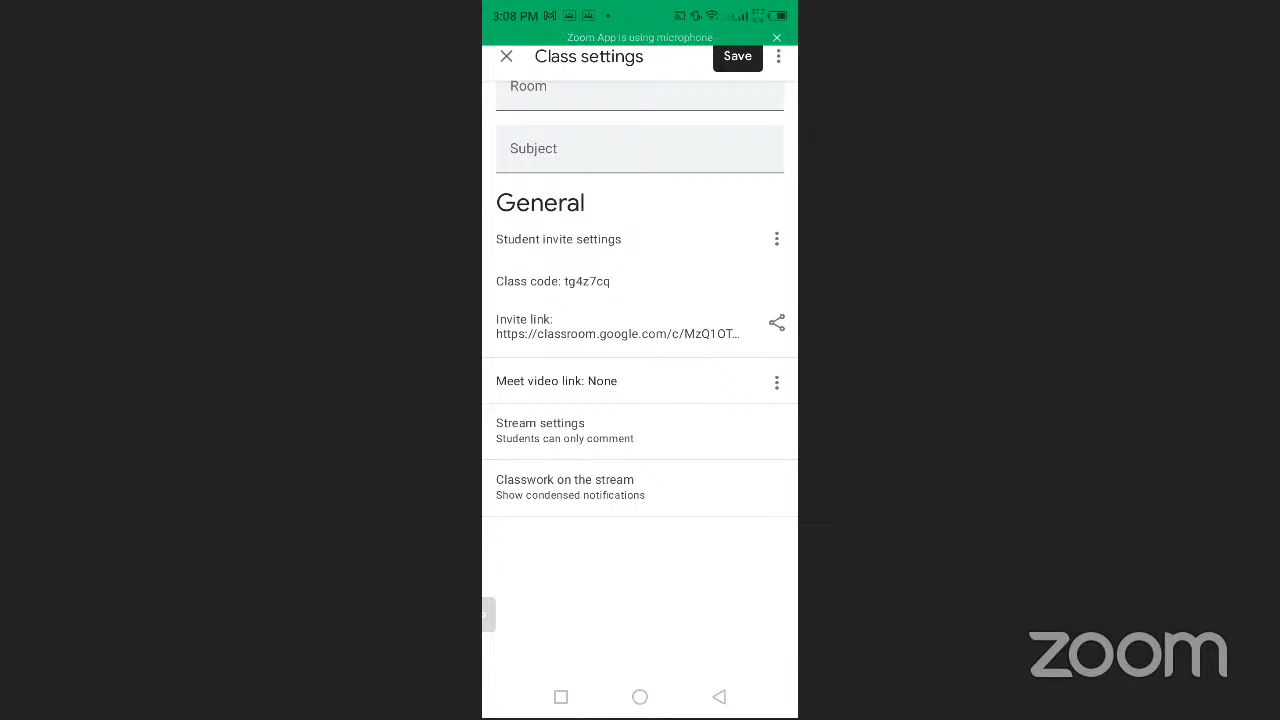 3:08 PM
Zoom App is using microphone
Class settings
Save
Room
Subject
General
Student invite settings
Class code: tg4z7cq
Invite link:
https://classroom.google.com/c/MzQ1OT...
Meet video link: None
Stream settings
Students can only comment
Classwork on the stream
Show condensed notifications
zoom